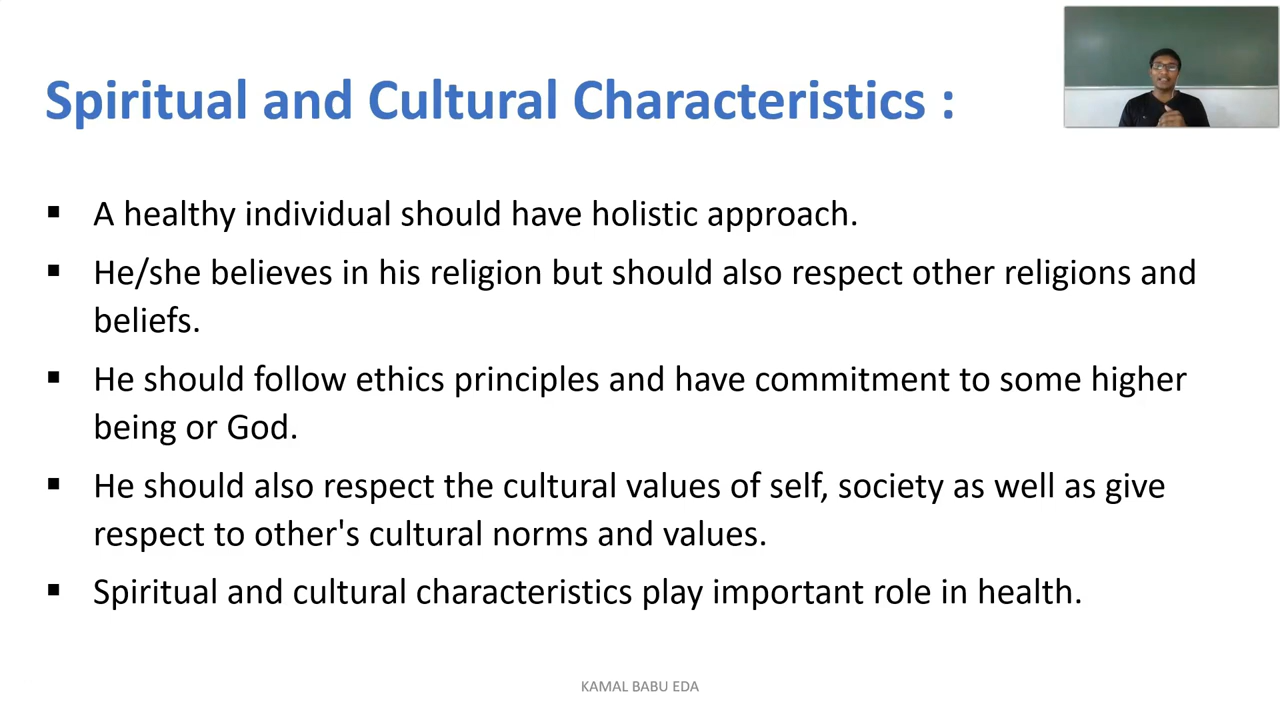 Spiritual and Cultural Characteristics :
▪ A healthy individual should have holistic approach.
▪ He/she believes in his religion but should also respect other religions and
beliefs.
▪ He should follow ethics principles and have commitment to some higher
being or God.
▪ He should also respect the cultural values of self, society as well as give
respect to other's cultural norms and values.
▪ Spiritual and cultural characteristics play important role in health.
KAMAL BABU EDA